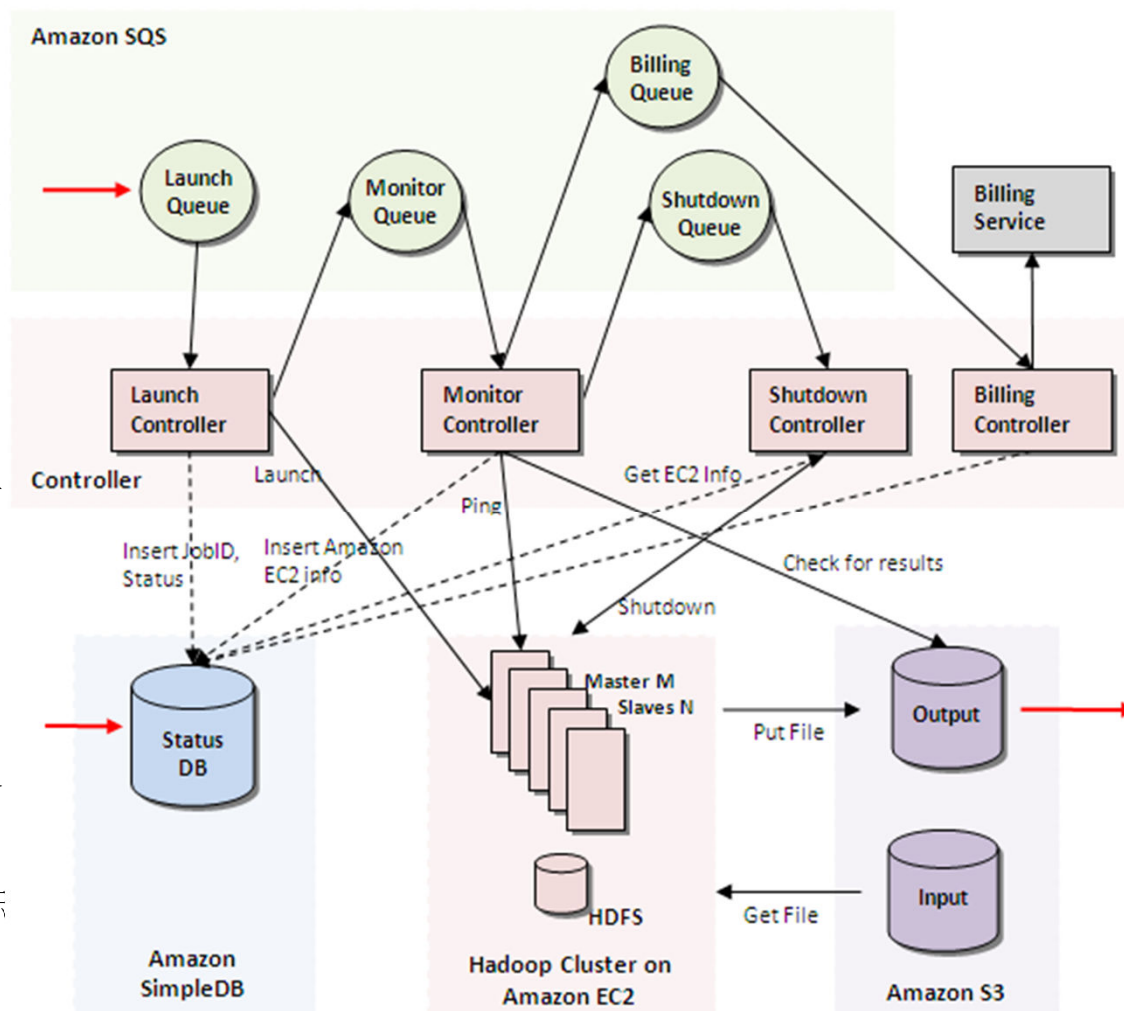 Amazon SQS
Billing
Queue
Launch
Queue
Monitor
Queue
Shutdown
Queue
Billing
Service
Launch
Controller
Monitor
Controller
Shutdown
Controller
Billing
Controller
Controller
Launch
Ping
Get EC2 Info
Insert JobID,
Status
Insert Amazon
EC2 info
Check for results
Shutdown
Master M
Slaves N
Status
DB
Put File
Output
HDFS
Get File
Input
Amazon
SimpleDB
Hadoop Cluster on
Amazon EC2
Amazon S3